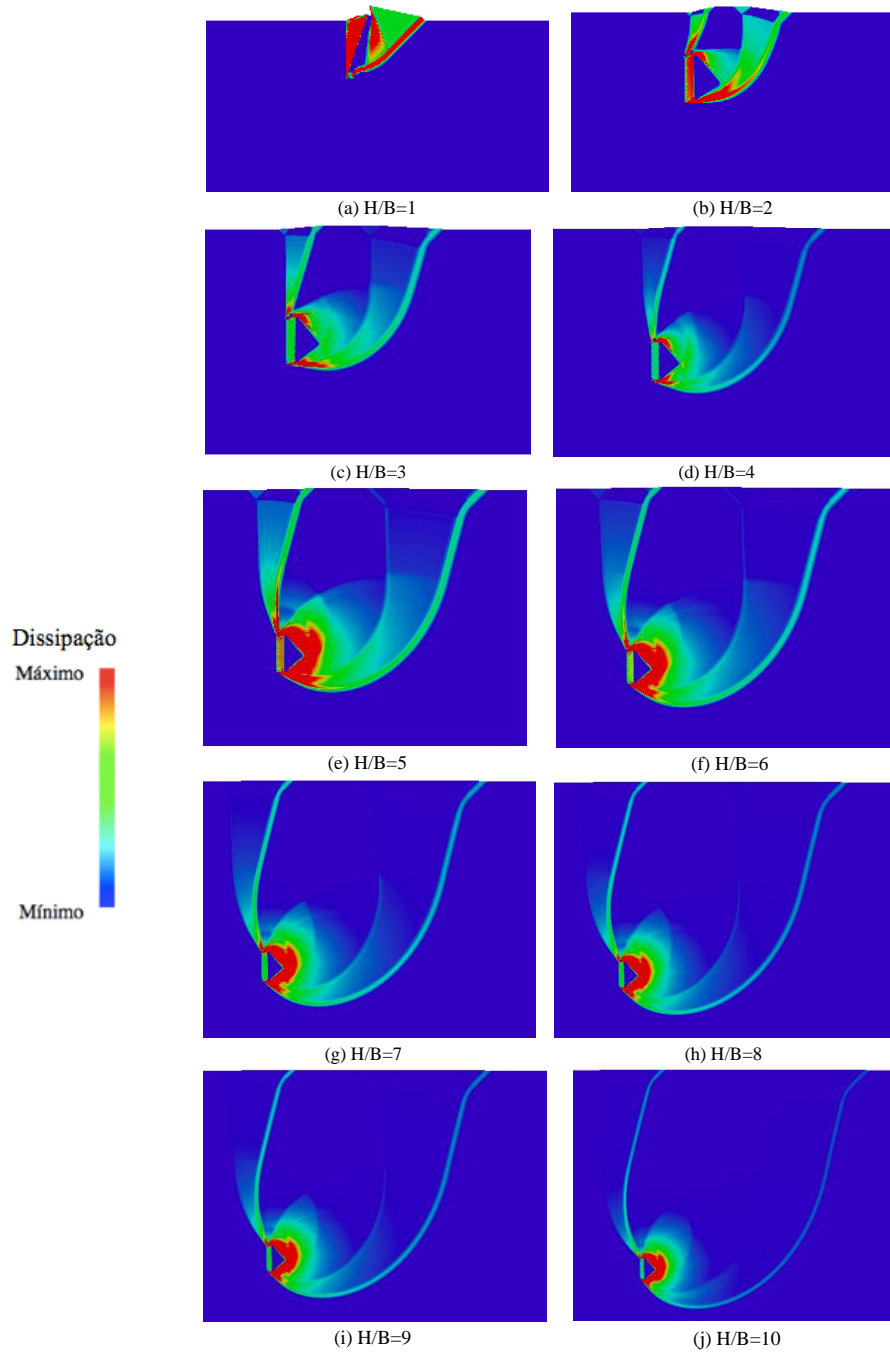 (a) H/B=1
(b) H/B=2
(c) H/B=3
(d) H/B=4
(e) H/B=5
(f) H/B=6
Dissipação
Máximo
Mínimo
(g) H/B=7
(h) H/B=8
(i) H/B=9
(j) H/B=10